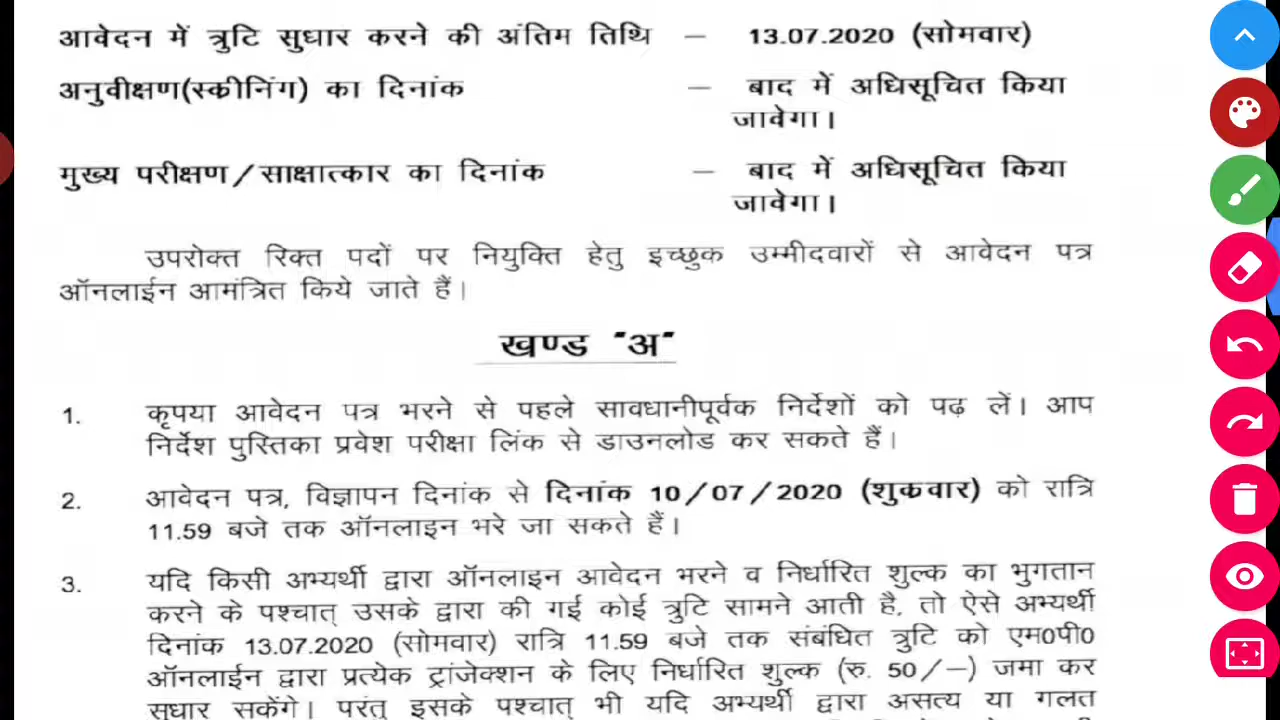 आवेदन में त्रुटि सुधार करने की अंतिम तिथि – 13.07.2020 (सोमवार)
अनुवीक्षण(स्क्रीनिंग) का दिनांक – बाद में अधिसूचित किया
जावेगा।
मुख्य परीक्षण/साक्षात्कार का दिनांक – बाद में अधिसूचित किया
जावेगा।
उपरोक्त रिक्त पदों पर नियुक्ति हेतु इच्छुक उम्मीदवारों से आवेदन पत्र
ऑनलाईन आमंत्रित किये जाते हैं।
खण्ड "अ"
1. कृपया आवेदन पत्र भरने से पहले सावधानीपूर्वक निर्देशों को पढ़ लें। आप
निर्देश पुस्तिका प्रवेश परीक्षा लिंक से डाउनलोड कर सकते हैं।
2. आवेदन पत्र, विज्ञापन दिनांक से दिनांक 10/07/2020 (शुकवार) को रात्रि
11.59 बजे तक ऑनलाइन भरे जा सकते हैं।
3. यदि किसी अभ्यर्थी द्वारा ऑनलाइन आवेदन भरने व निर्धारित शुल्क का भुगतान
करने के पश्चात् उसके द्वारा की गई कोई त्रुटि सामने आती है, तो ऐसे अभ्यर्थी
दिनांक 13.07.2020 (सोमवार) रात्रि 11.59 बजे तक संबंधित त्रुटि को एम0पी0
ऑनलाईन द्वारा प्रत्येक ट्रांजेक्शन के लिए निर्धारित शुल्क (रु. 50/–) जमा कर
सुधार सकेंगे। परंतु इसके पश्चात् भी यदि अभ्यर्थी द्वारा असत्य या गलत